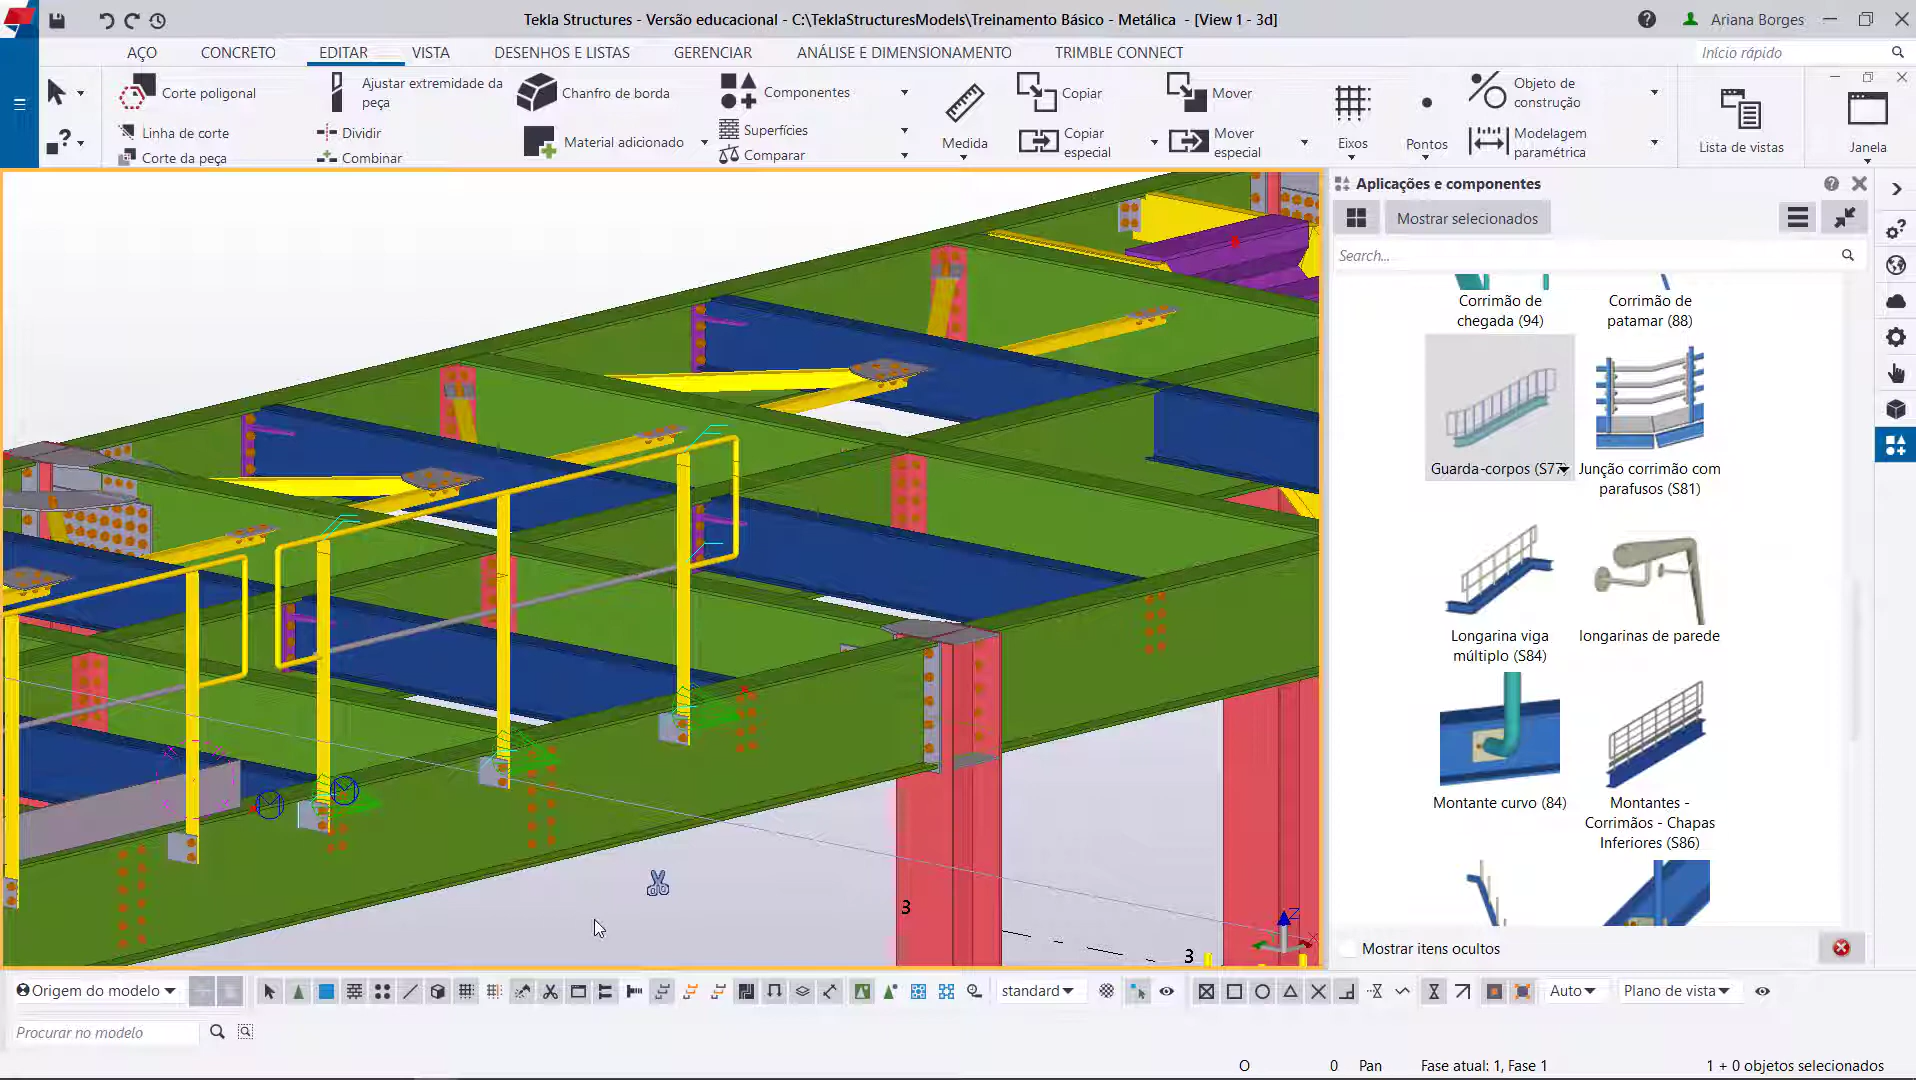 Tekla Structures - Versão educacional - C:\TeklaStructuresModels\Treinamento Básico - Metálica - [View 1 - 3d]
Ariana Borges
AÇO CONCRETO EDITAR VISTA DESENHOS E LISTAS GERENCIAR ANÁLISE E DIMENSIONAMENTO TRIMBLE CONNECT
Início rápido
Corte poligonal
Linha de corte
Corte da peça
Ajustar extremidade da
peça
Dividir
Combinar
Chanfro de borda
Material adicionado
Componentes
Superfícies
Comparar
Medida
Copiar
Copiar
especial
Mover
Mover
especial
Eixos
Pontos
Objeto de
construção
Modelagem
paramétrica
Lista de vistas
Janela
Aplicações e componentes
Mostrar selecionados
Search...
Corrimão de
chegada (94)
Corrimão de
patamar (88)
Guarda-corpos (S77
Junção corrimão com
parafusos (S81)
Longarina viga
múltiplo (S84)
longarinas de parede
Montante curvo (84)
Montantes -
Corrimãos - Chapas
Inferiores (S86)
Mostrar itens ocultos
3
3
Z
Origem do modelo
standard
Auto
Plano de vista
Procurar no modelo
O 0 Pan Fase atual: 1, Fase 1 1 + 0 objetos selecionados